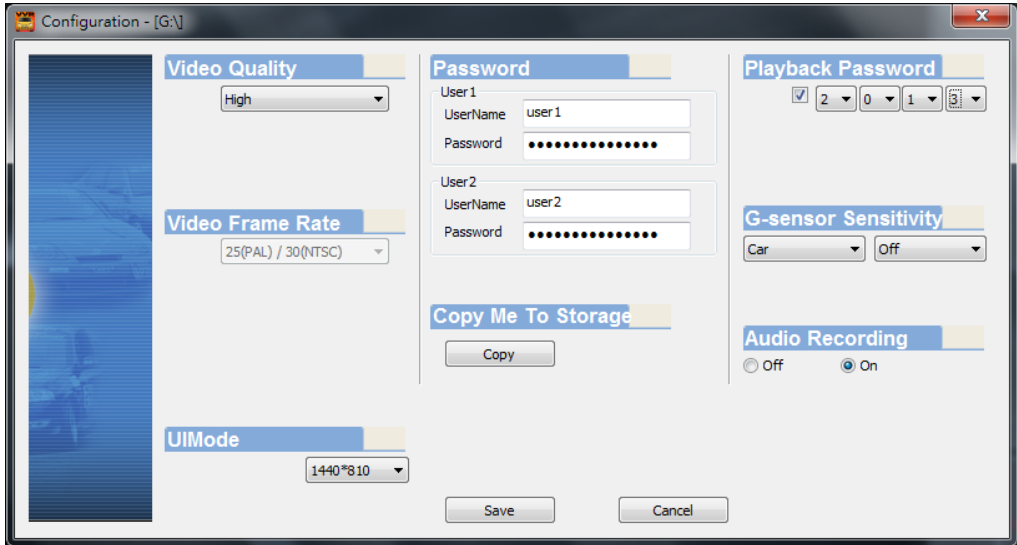 Configuration - [G:\]
Video Quality
High
Video Frame Rate
25(PAL) / 30(NTSC)
UIMode
1440*810
Password
User1
UserName user1
Password ●●●●●●●●●●●●●●●
User2
UserName user2
Password ●●●●●●●●●●●●●●●
Copy Me To Storage
Copy
Playback Password
2 0 1 3
G-sensor Sensitivity
Car Off
Audio Recording
Off On
Save Cancel